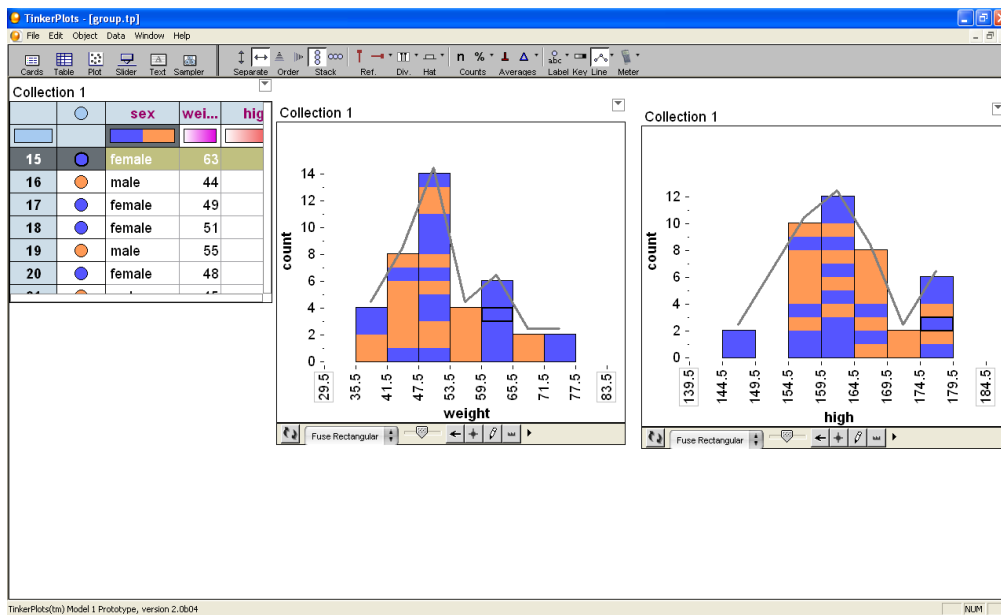 TinkerPlots - [group.tp]
File Edit Object Data Window Help
Cards Table Plot Slider Text Sampler Separate Order Stack Ref. Div. Hat n % Counts Averages abc Label Key Line Meter
Collection 1
sex wei... hig
15 female 63
16 male 44
17 female 49
18 female 51
19 male 55
20 female 48
Collection 1
14
12
10
8
6
4
2
0
count
29.5 35.5 41.5 47.5 53.5 59.5 65.5 71.5 77.5 83.5
weight
Fuse Rectangular
Collection 1
12
10
8
6
4
2
0
count
139.5 144.5 149.5 154.5 159.5 164.5 169.5 174.5 179.5 184.5
high
Fuse Rectangular
TinkerPlots(tm) Model 1 Prototype, version 2.0b04
NUM